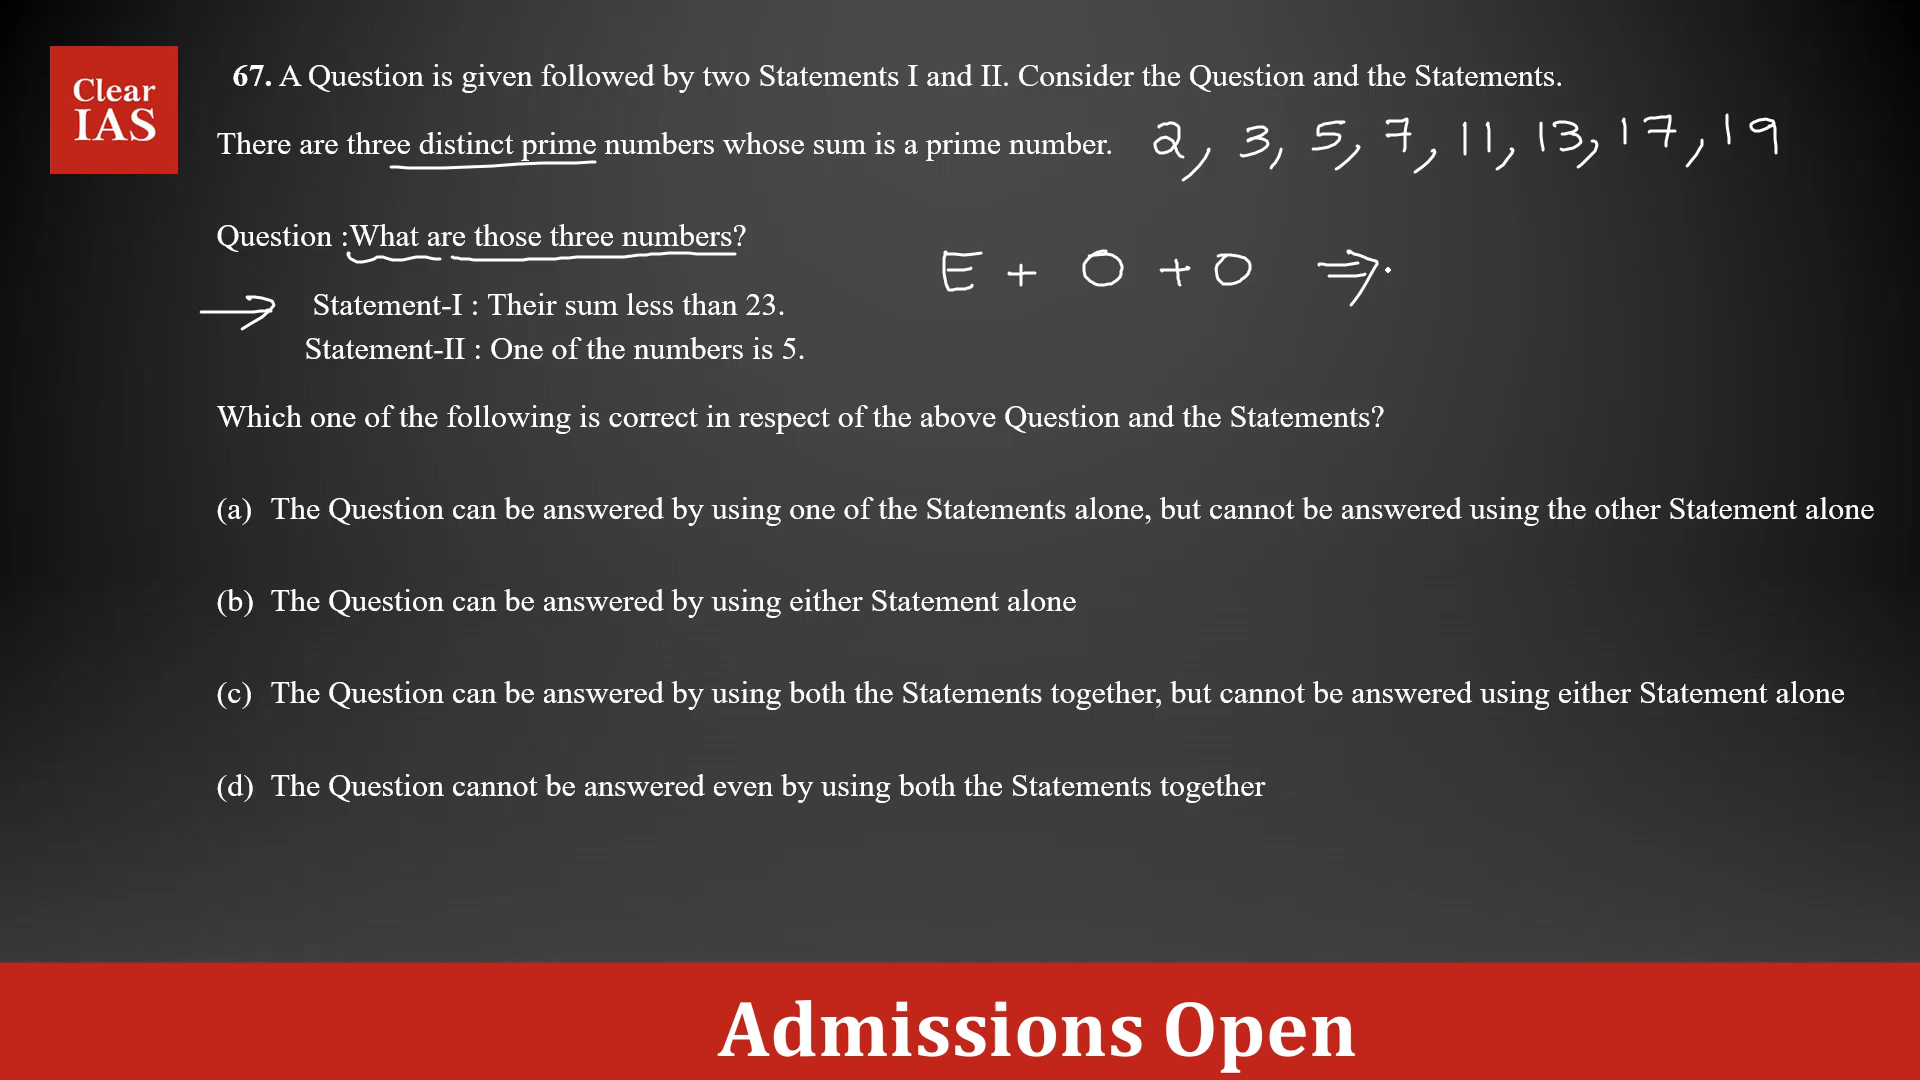 Clear
IAS
67. A Question is given followed by two Statements I and II. Consider the Question and the Statements.
There are three distinct prime numbers whose sum is a prime number.
2, 3, 5, 7, 11, 13, 17, 19
Question :What are those three numbers?
E + O + O ⇒
Statement-I : Their sum less than 23.
Statement-II : One of the numbers is 5.
Which one of the following is correct in respect of the above Question and the Statements?
(a) The Question can be answered by using one of the Statements alone, but cannot be answered using the other Statement alone
(b) The Question can be answered by using either Statement alone
(c) The Question can be answered by using both the Statements together, but cannot be answered using either Statement alone
(d) The Question cannot be answered even by using both the Statements together
Admissions Open